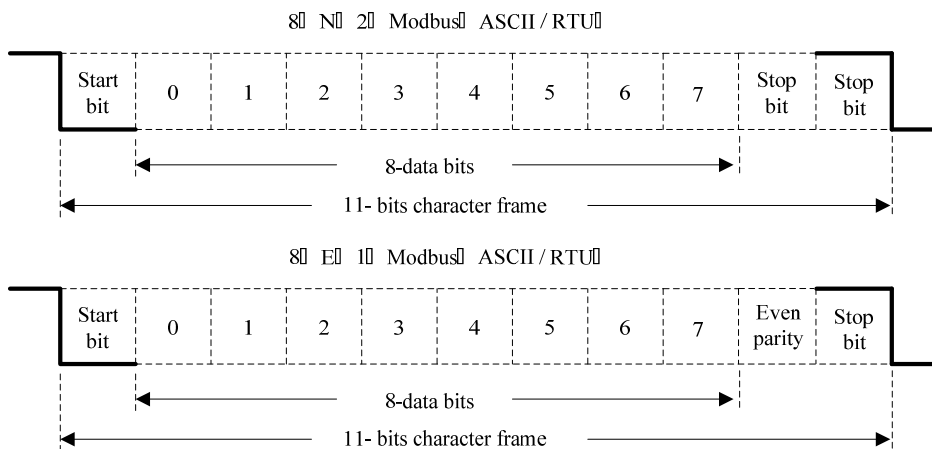 8▯ N▯ 2▯ Modbus▯ ASCII / RTU▯
Start bit 0 1 2 3 4 5 6 7 Stop bit Stop bit
8-data bits
11- bits character frame
8▯ E▯ 1▯ Modbus▯ ASCII / RTU▯
Start bit 0 1 2 3 4 5 6 7 Even parity Stop bit
8-data bits
11- bits character frame